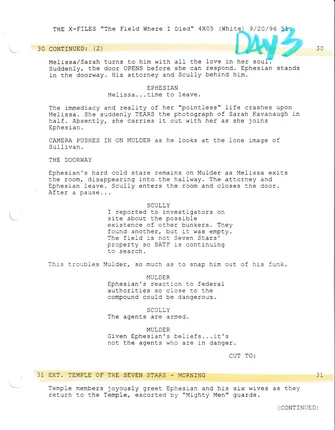 THE X-FILES "The Field Where I Died" 4X05 (White) 9/20/96 51.
DAY 3
30 CONTINUED: (2) 30
Melissa/Sarah turns to him with all the love in her soul.
Suddenly, the door OPENS before she can respond. Ephesian stands
in the doorway. His attorney and Scully behind him.
EPHESIAN
Melissa...time to leave.
The immediacy and reality of her "pointless" life crashes upon
Melissa. She suddenly TEARS the photograph of Sarah Kavanaugh in
half. Absently, she carries it out with her as she joins
Ephesian.
CAMERA PUSHES IN ON MULDER as he looks at the lone image of
Sullivan.
THE DOORWAY
Ephesian's hard cold stare remains on Mulder as Melissa exits
the room, disappearing into the hallway. The attorney and
Ephesian leave. Scully enters the room and closes the door.
After a pause...
SCULLY
I reported to investigators on
site about the possible
existence of other bunkers. They
found another, but it was empty.
The field is not Seven Stars'
property so BATF is continuing
to search.
This troubles Mulder, so much as to snap him out of his funk.
MULDER
Ephesian's reaction to federal
authorities so close to the
compound could be dangerous.
SCULLY
The agents are armed.
MULDER
Given Ephesian's beliefs...it's
not the agents who are in danger.
CUT TO:
31 EXT. TEMPLE OF THE SEVEN STARS - MORNING 31
Temple members joyously greet Ephesian and his six wives as they
return to the Temple, escorted by "Mighty Men" guards.
(CONTINUED)